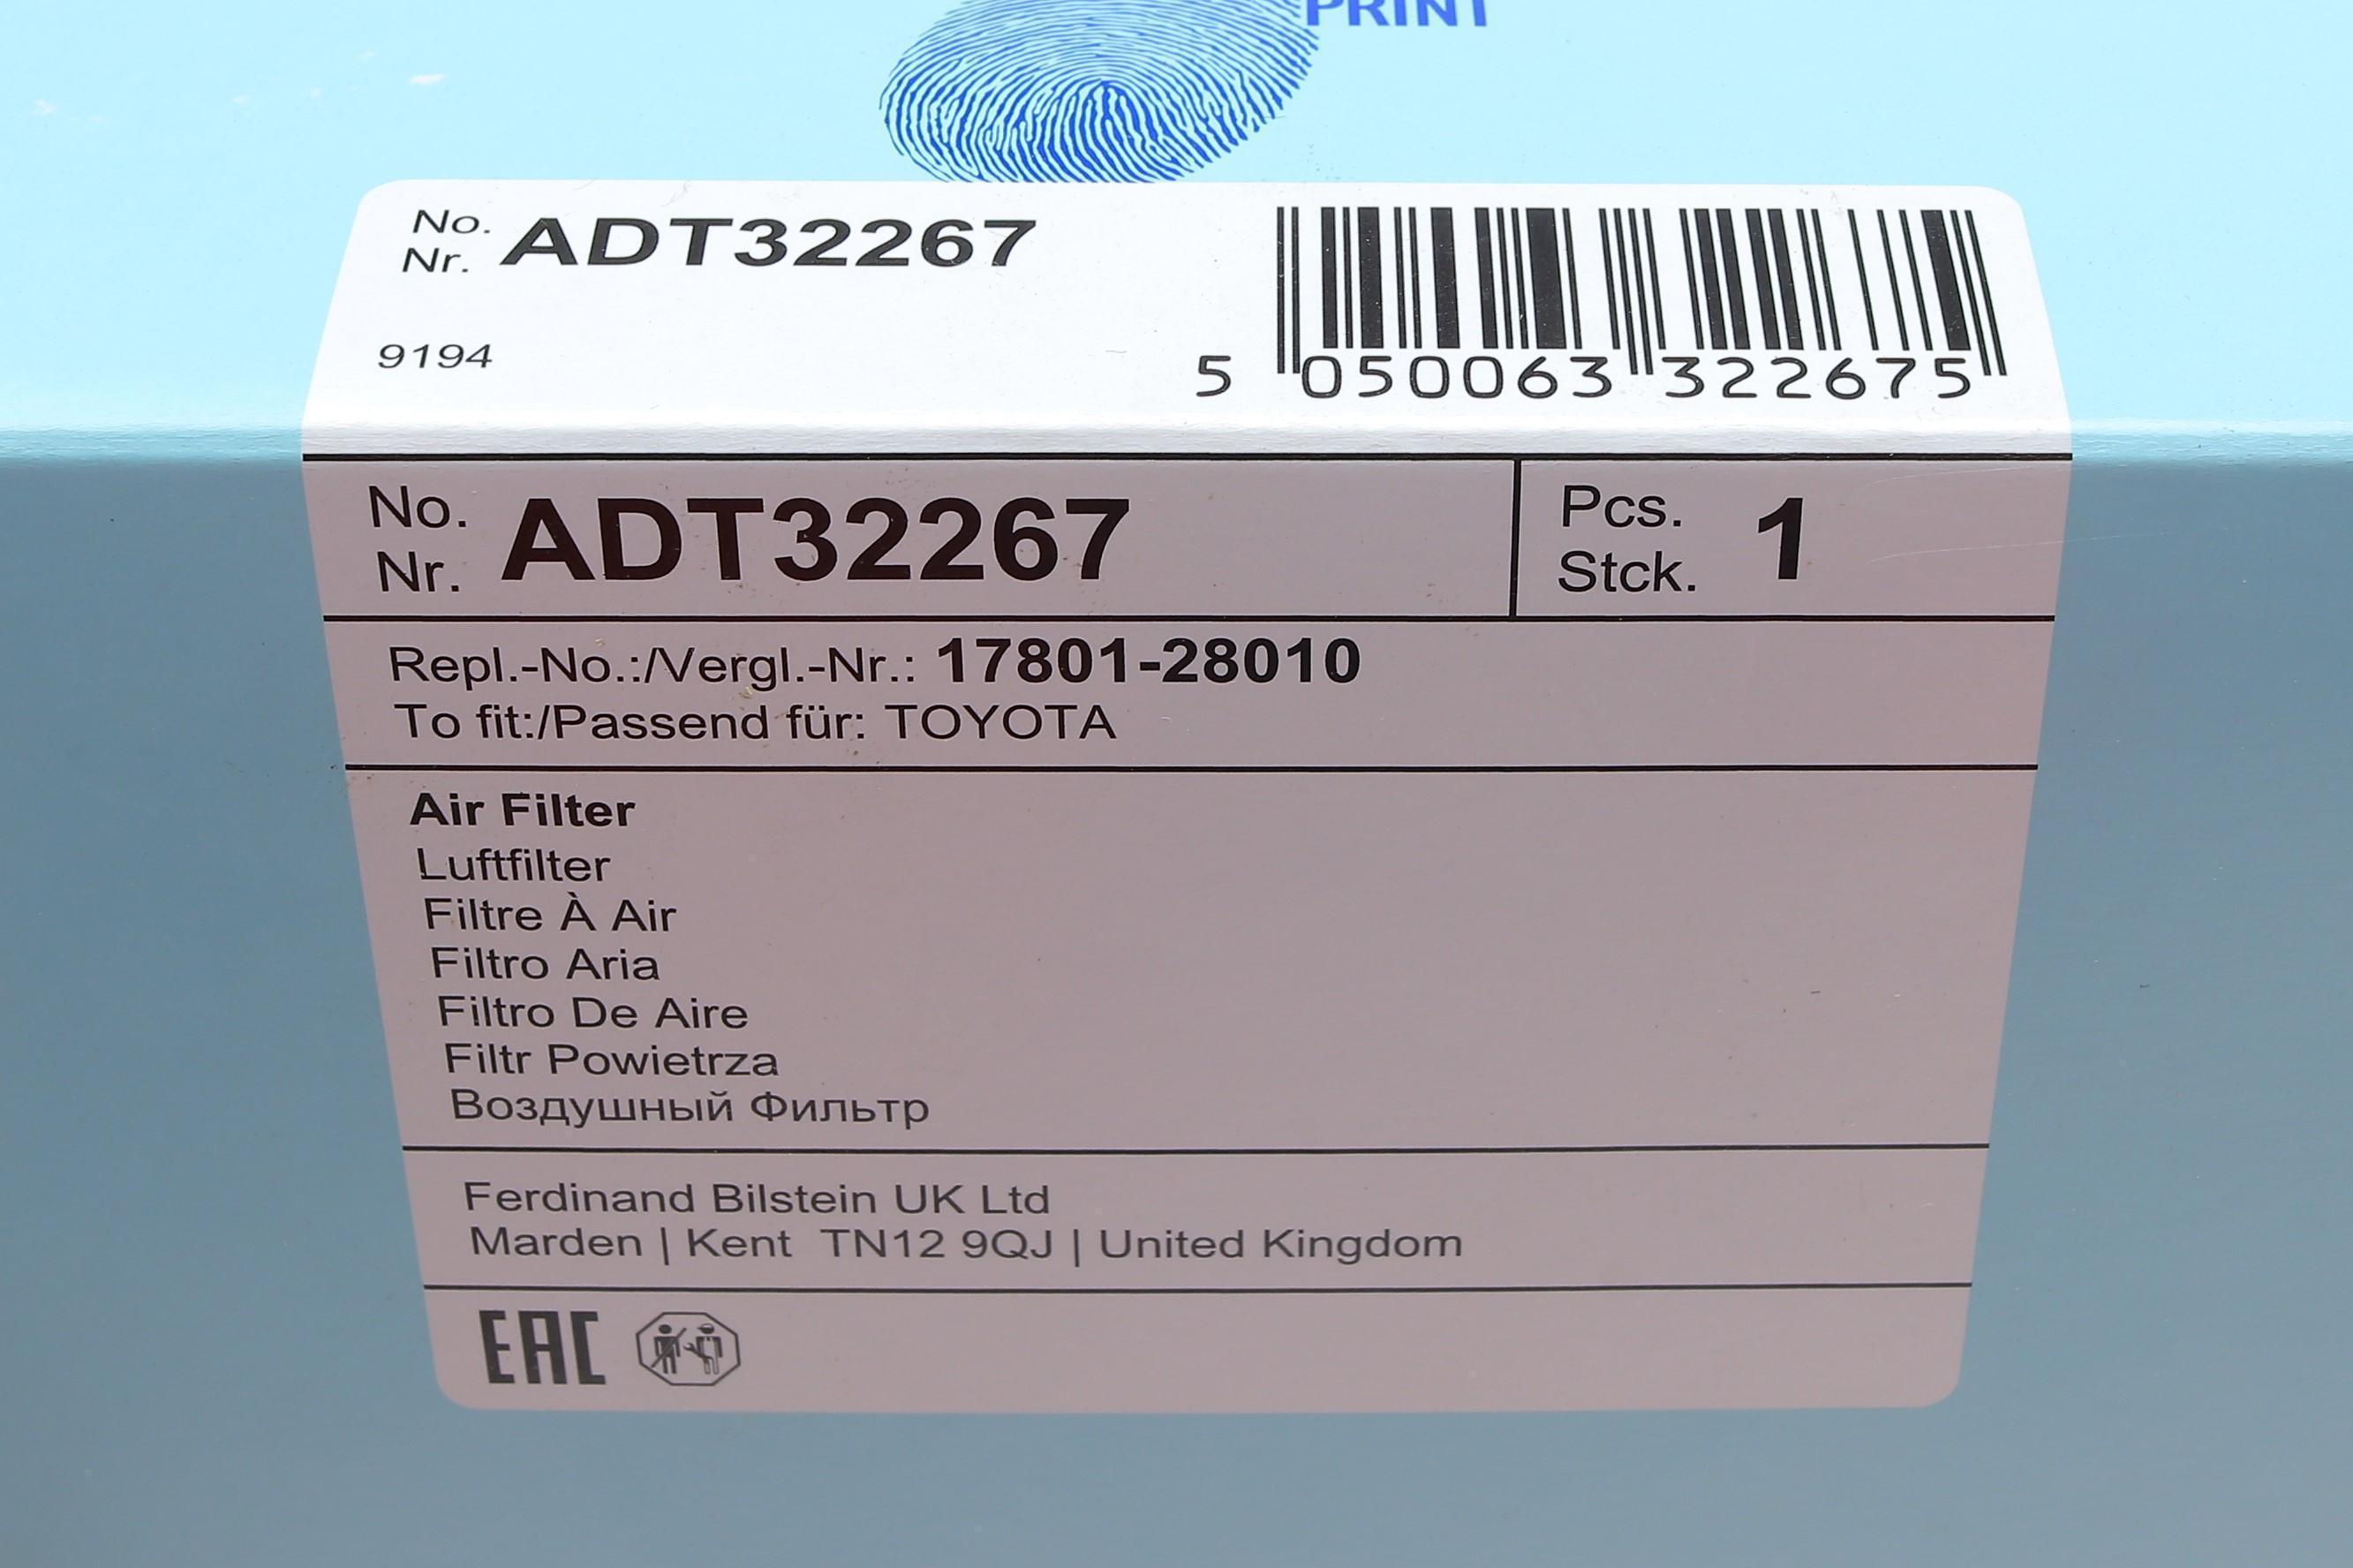 PRINT
No.
Nr. ADT32267
9194
5 050063 322675
No.
Nr. ADT32267
Pcs.
Stck. 1
Repl.-No.:/Vergl.-Nr.: 17801-28010
To fit:/Passend für: TOYOTA
Air Filter
Luftfilter
Filtre À Air
Filtro Aria
Filtro De Aire
Filtr Powietrza
Воздушный Фильтр
Ferdinand Bilstein UK Ltd
Marden | Kent TN12 9QJ | United Kingdom
EAC